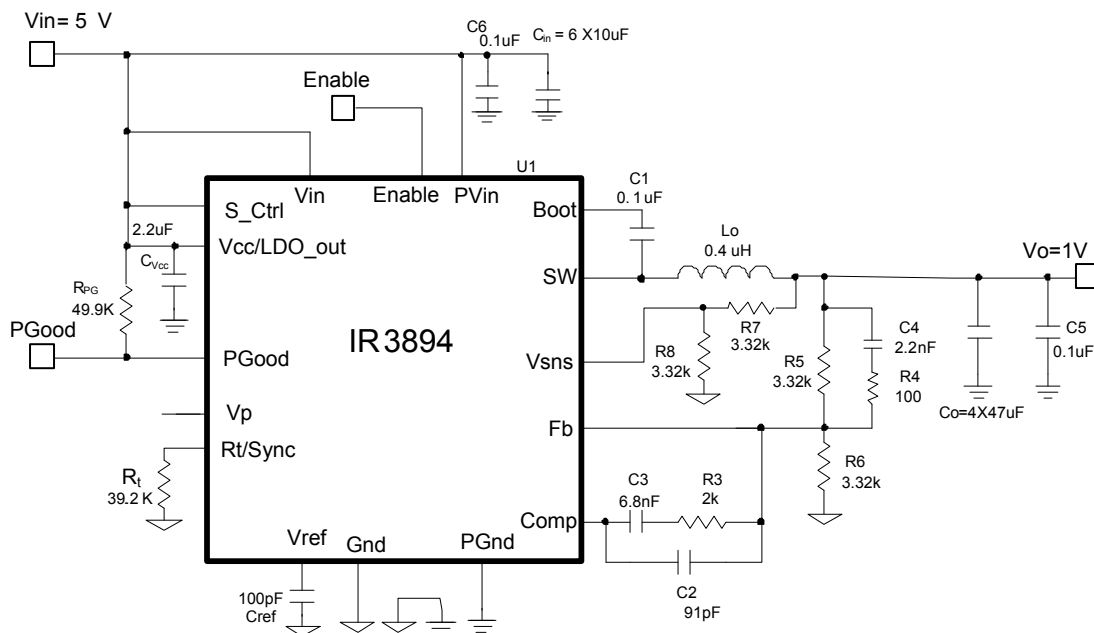 Vin= 5 V
C6
0.1uF
Cin = 6 X10uF
Enable
U1
Vin
Enable
PVin
C1
0.1uF
S_Ctrl
Boot
2.2uF
Vcc/LDO_out
CVcc
Lo
0.4 uH
Vo=1V
SW
RPG
49.9K
PGood
IR3894
R7
3.32k
C4
2.2nF
C5
0.1uF
PGood
Vsns
R8
3.32k
R5
3.32k
R4
100
Co=4X47uF
Vp
Fb
Rt/Sync
Rt
39.2 K
R6
3.32k
C3
6.8nF
R3
2k
Comp
Vref
Gnd
PGnd
C2
91pF
100pF
Cref